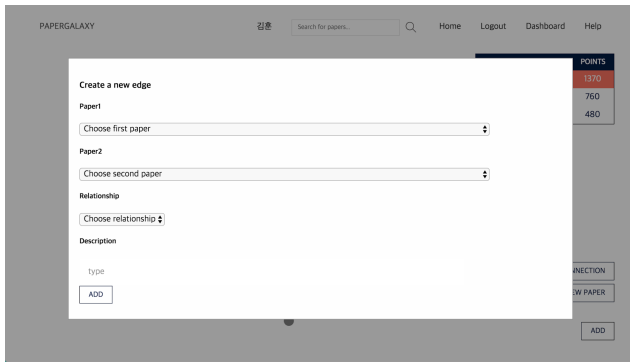 PAPERGALAXY 김훈 Search for papers... Home Logout Dashboard Help
POINTS
1370
760
480
Create a new edge
Paper1
Choose first paper
Paper2
Choose second paper
Relationship
Choose relationship
Description
type
ADD
NNECTION
EW PAPER
ADD